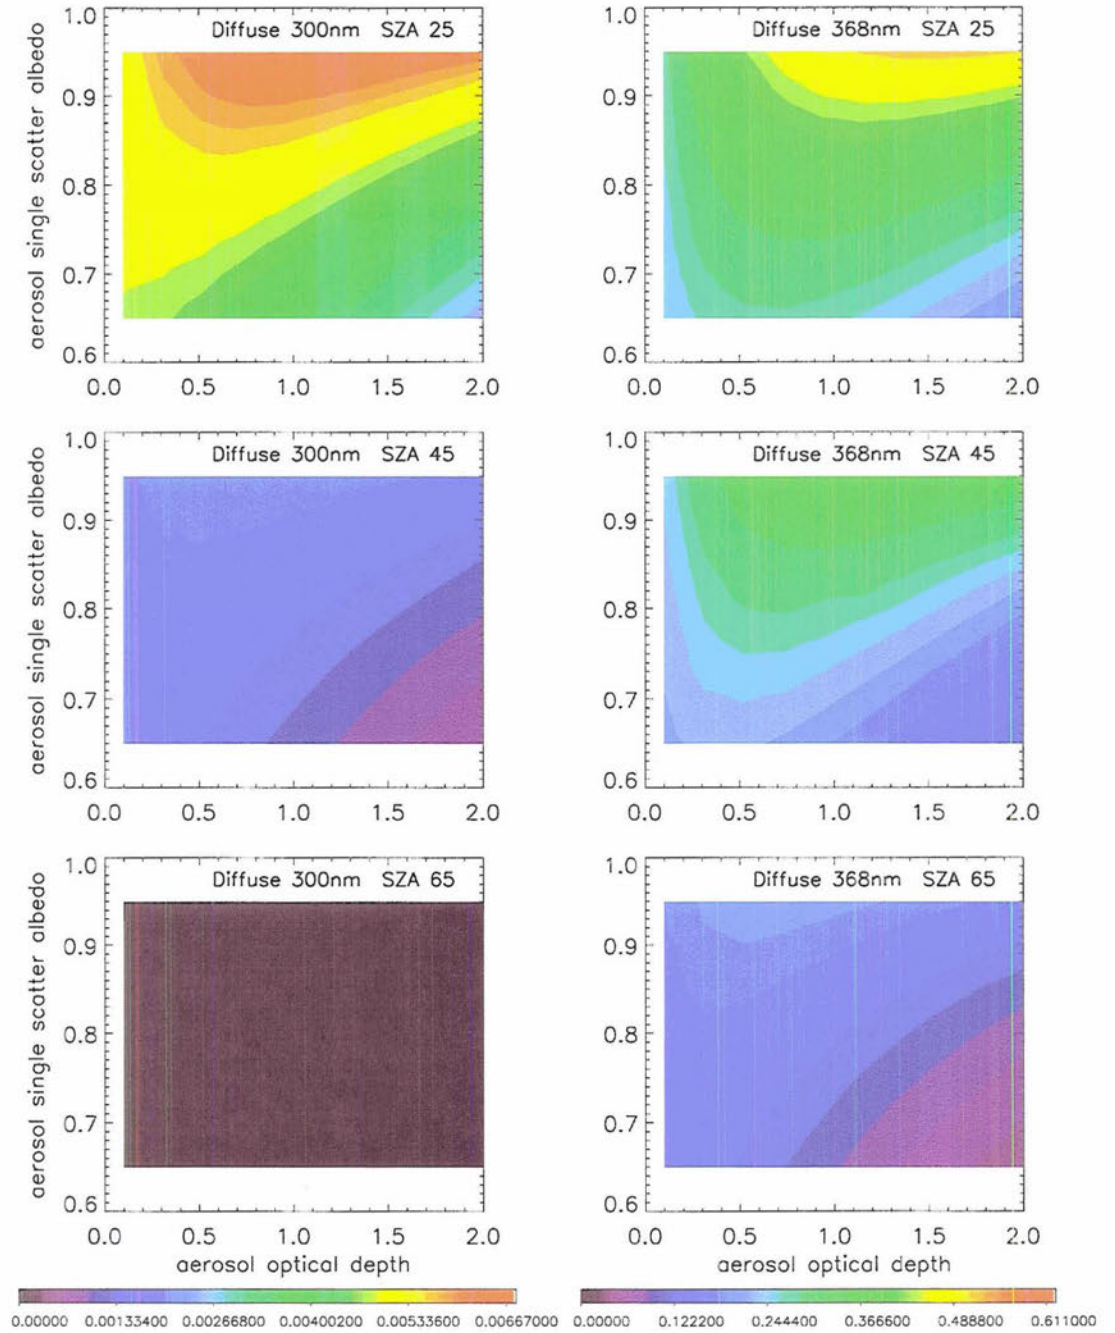 Diffuse 300nm SZA 25
aerosol single scatter albedo
1.0
0.9
0.8
0.7
0.6
0.0 0.5 1.0 1.5 2.0
Diffuse 368nm SZA 25
1.0
0.9
0.8
0.7
0.6
0.0 0.5 1.0 1.5 2.0
Diffuse 300nm SZA 45
aerosol single scatter albedo
1.0
0.9
0.8
0.7
0.6
0.0 0.5 1.0 1.5 2.0
Diffuse 368nm SZA 45
1.0
0.9
0.8
0.7
0.6
0.0 0.5 1.0 1.5 2.0
Diffuse 300nm SZA 65
aerosol single scatter albedo
1.0
0.9
0.8
0.7
0.6
0.0 0.5 1.0 1.5 2.0
aerosol optical depth
Diffuse 368nm SZA 65
1.0
0.9
0.8
0.7
0.6
0.0 0.5 1.0 1.5 2.0
aerosol optical depth
0.00000 0.00133400 0.00266800 0.00400200 0.00533600 0.00667000
0.00000 0.122200 0.244400 0.366600 0.488800 0.611000